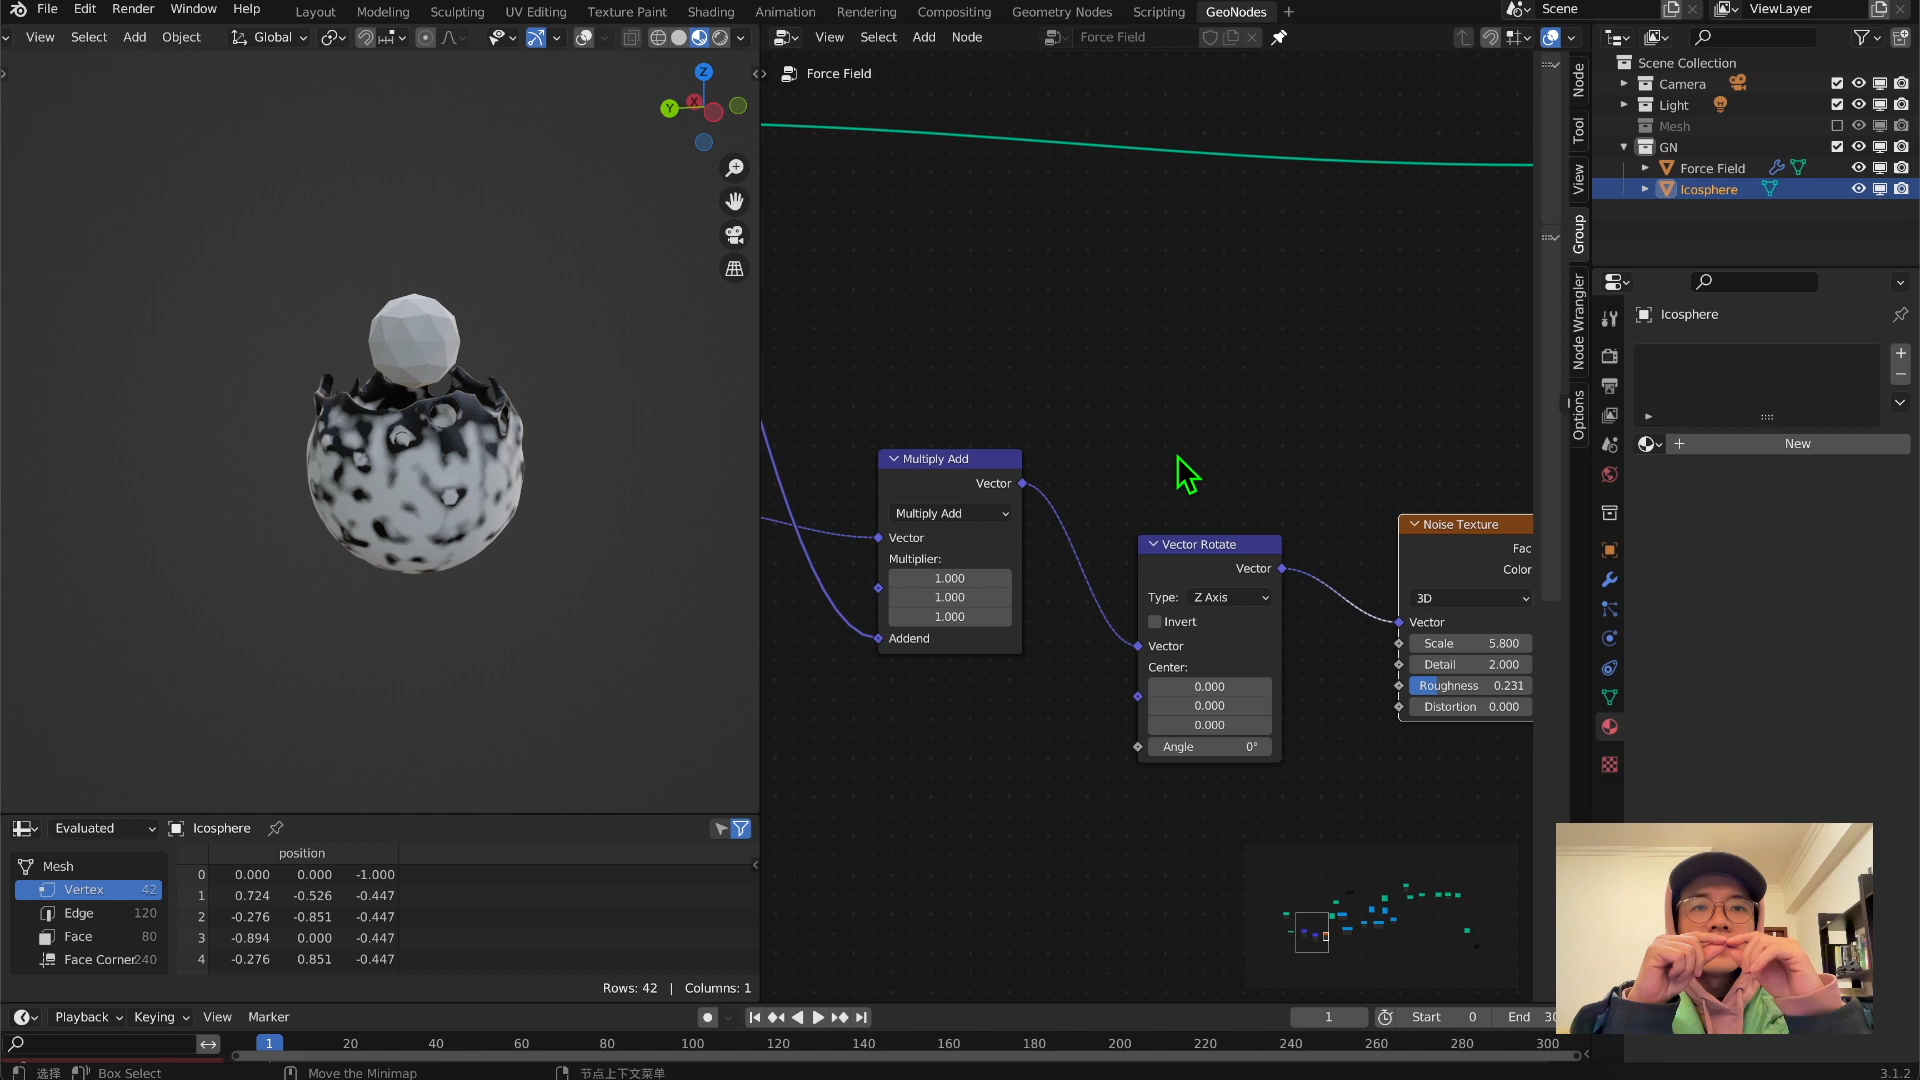 File Edit Render Window Help Layout Modeling Sculpting UV Editing Texture Paint Shading Animation Rendering Compositing Geometry Nodes Scripting GeoNodes + Scene ViewLayer
View Select Add Object Global View Select Add Node Force Field
Force Field
Scene Collection
Camera
Light
Mesh
GN
Force Field
Icosphere
Z
Y
X
Node
Tool
View
Group
Node Wrangler
Options
Icosphere
+ New
Multiply Add
Vector
Multiply Add
Vector
Multiplier:
1.000
1.000
1.000
Addend
Vector Rotate
Vector
Type: Z Axis
Invert
Vector
Center:
0.000
0.000
0.000
Angle 0°
Noise Texture
Fac
Color
3D
Vector
Scale 5.800
Detail 2.000
Roughness 0.231
Distortion 0.000
Evaluated Icosphere
position
Mesh
Vertex 42
Edge 120
Face 80
Face Corner 240
0 0.000 0.000 -1.000
1 0.724 -0.526 -0.447
2 -0.276 -0.851 -0.447
3 -0.894 0.000 -0.447
4 -0.276 0.851 -0.447
Rows: 42 | Columns: 1
Playback Keying View Marker 1 Start 0 End 30
1 20 40 60 80 100 120 140 160 180 200 220 240 260 280 300
选择 Box Select Move the Minimap 节点上下文菜单 3.1.2